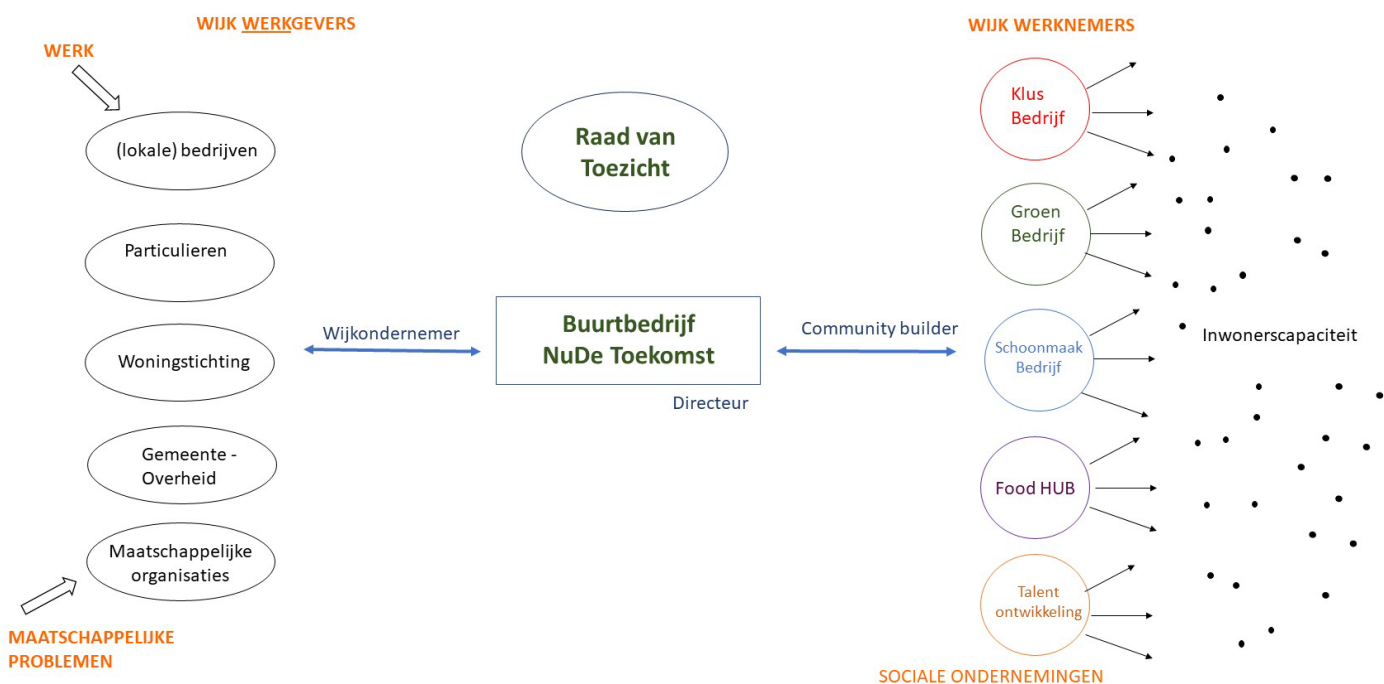 WIJK WERKGEVERS
WERK
(lokale) bedrijven
Particulieren
Woningstichting
Gemeente -
Overheid
Maatschappelijke
organisaties
MAATSCHAPPELIJKE
PROBLEMEN
Wijkondernemer
Raad van
Toezicht
Buurtbedrijf
NuDe Toekomst
Directeur
Community builder
WIJK WERKNEMERS
Klus
Bedrijf
Groen
Bedrijf
Schoonmaak
Bedrijf
Food HUB
Talent
ontwikkeling
SOCIALE ONDERNEMINGEN
Inwonerscapaciteit